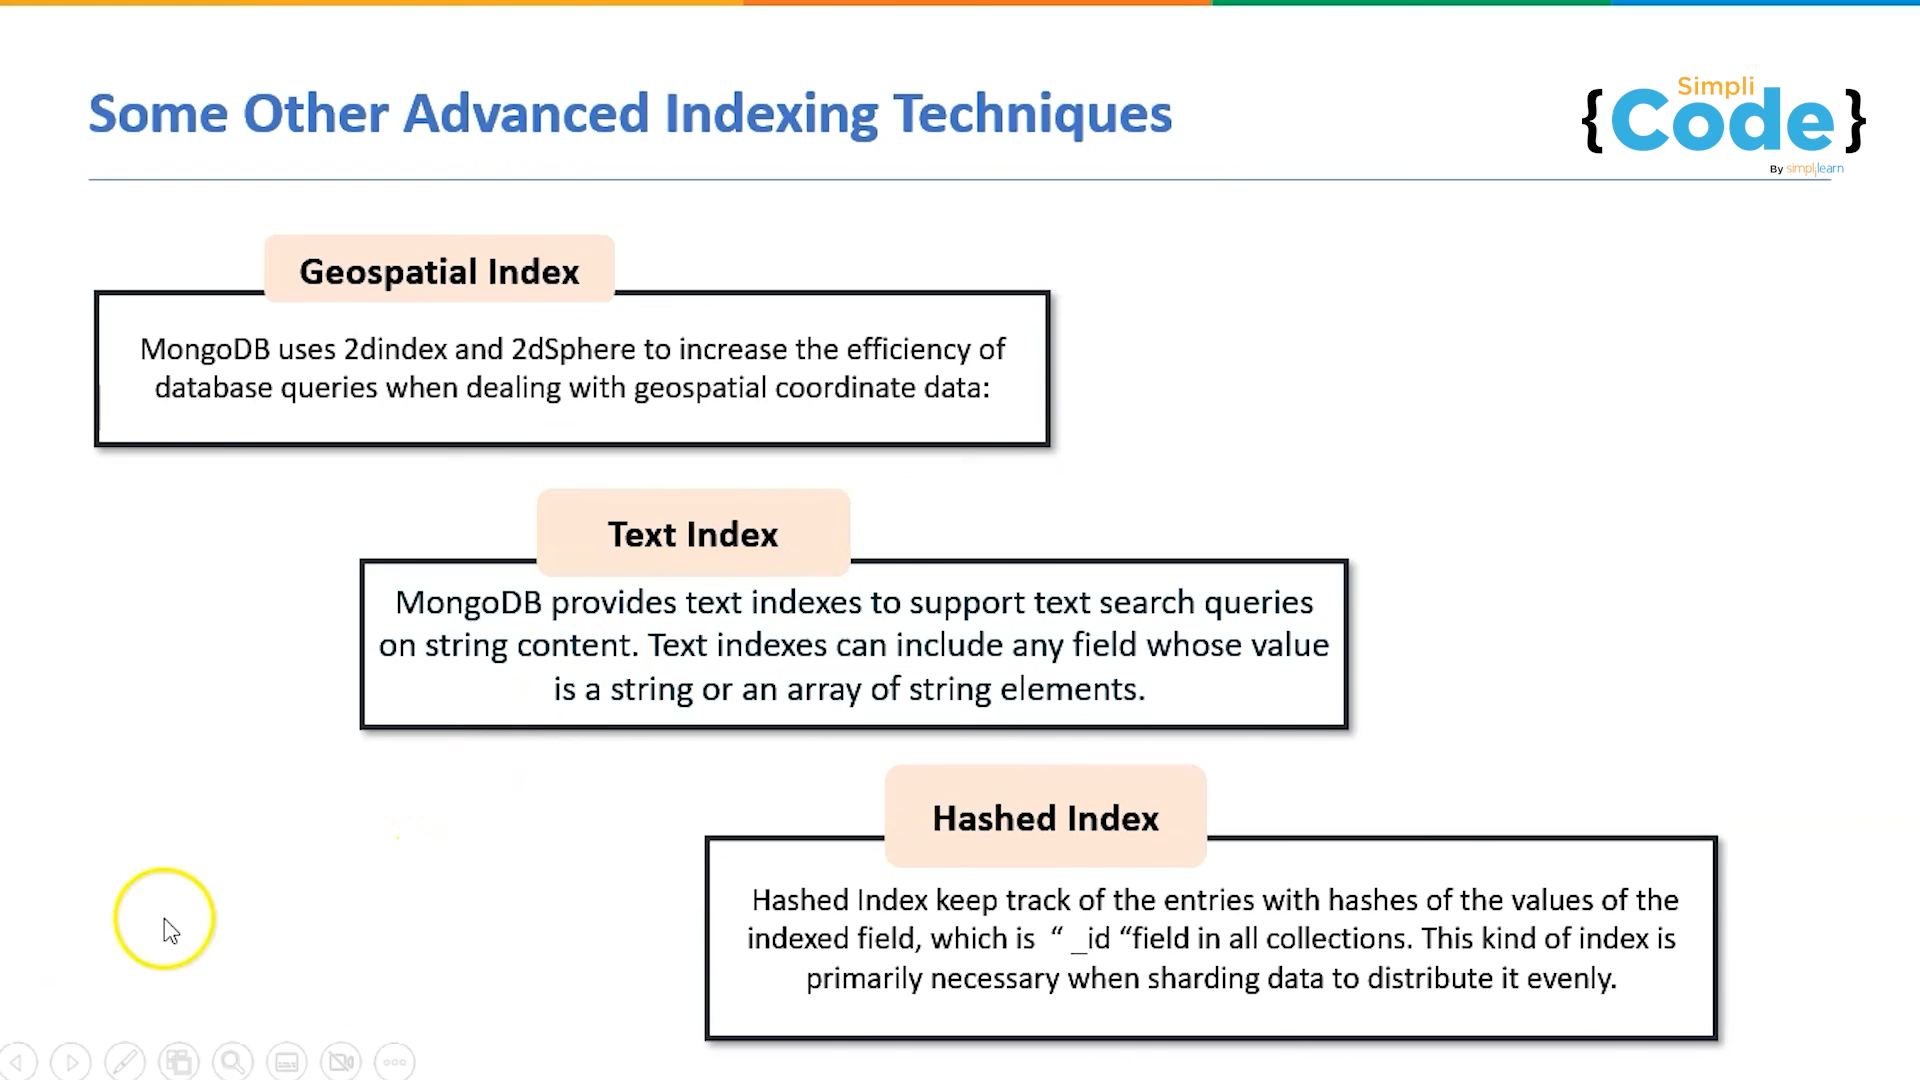 Some Other Advanced Indexing Techniques
Simpli
{Code}
By simplilearn
Geospatial Index
MongoDB uses 2dindex and 2dSphere to increase the efficiency of
database queries when dealing with geospatial coordinate data:
Text Index
MongoDB provides text indexes to support text search queries
on string content. Text indexes can include any field whose value
is a string or an array of string elements.
Hashed Index
Hashed Index keep track of the entries with hashes of the values of the
indexed field, which is “ _id “field in all collections. This kind of index is
primarily necessary when sharding data to distribute it evenly.